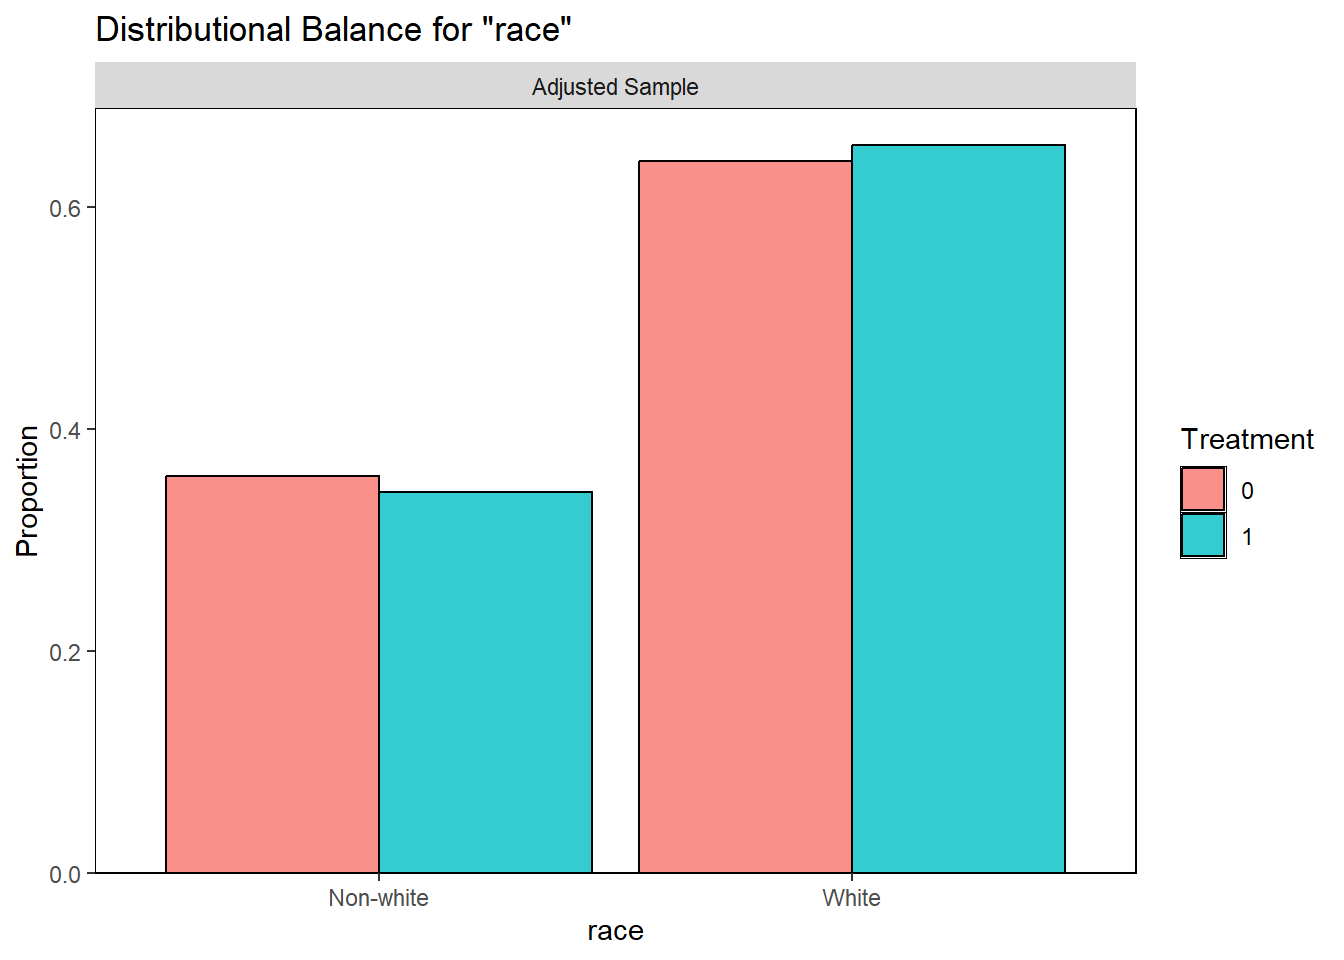 Distributional Balance for "race"
Adjusted Sample
0.6
0.4
0.2
0.0
Proportion
Non-white White
race
Treatment
0
1